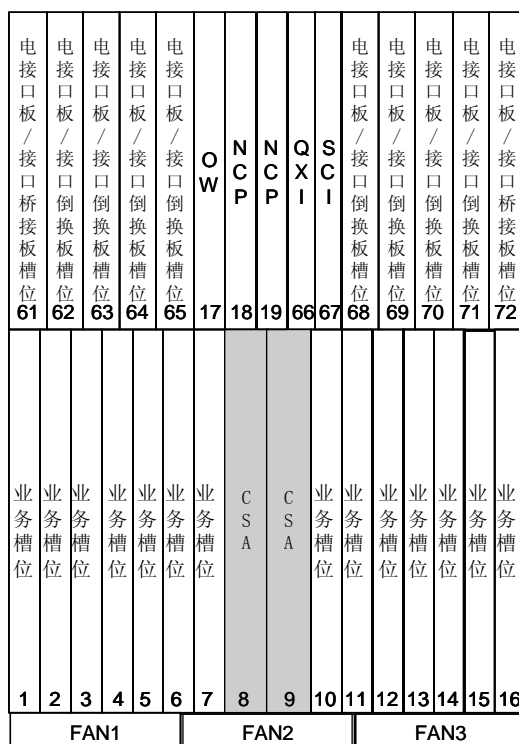 电接口板/接口桥接板槽位
61
电接口板/接口倒换板槽位
62
电接口板/接口倒换板槽位
63
电接口板/接口倒换板槽位
64
电接口板/接口倒换板槽位
65
OW
17
NCP
18
NCP
19
QXI
66
SCI
67
电接口板/接口倒换板槽位
68
电接口板/接口倒换板槽位
69
电接口板/接口倒换板槽位
70
电接口板/接口倒换板槽位
71
电接口板/接口桥接板槽位
72
业务槽位
1
业务槽位
2
业务槽位
3
业务槽位
4
业务槽位
5
业务槽位
6
业务槽位
7
CSA
8
CSA
9
业务槽位
10
业务槽位
11
业务槽位
12
业务槽位
13
业务槽位
14
业务槽位
15
业务槽位
16
FAN1
FAN2
FAN3